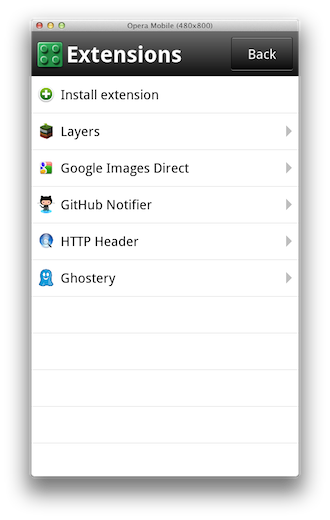 Opera Mobile (480x800)
Extensions
Back
Install extension
Layers
Google Images Direct
GitHub Notifier
HTTP Header
Ghostery